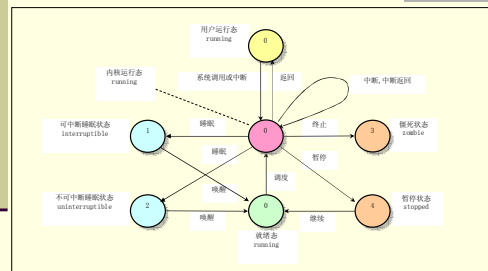 用户运行态
running
0
内核运行态
running
系统调用或中断
返回
中断,中断返回
可中断睡眠状态
interruptible
1
睡眠
0
终止
3
僵死状态
zombie
睡眠
暂停
唤醒
调度
不可中断睡眠状态
uninterruptible
2
唤醒
0
继续
4
暂停状态
stopped
就绪态
running